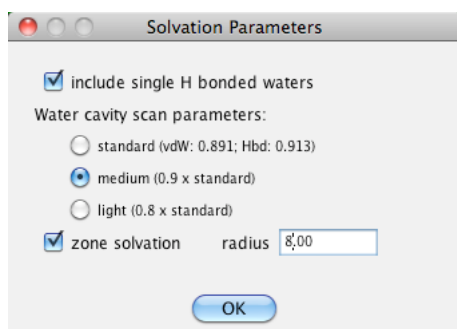 Solvation Parameters
include single H bonded waters
Water cavity scan parameters:
standard (vdW: 0.891; Hbd: 0.913)
medium (0.9 x standard)
light (0.8 x standard)
zone solvation radius 8.00
OK